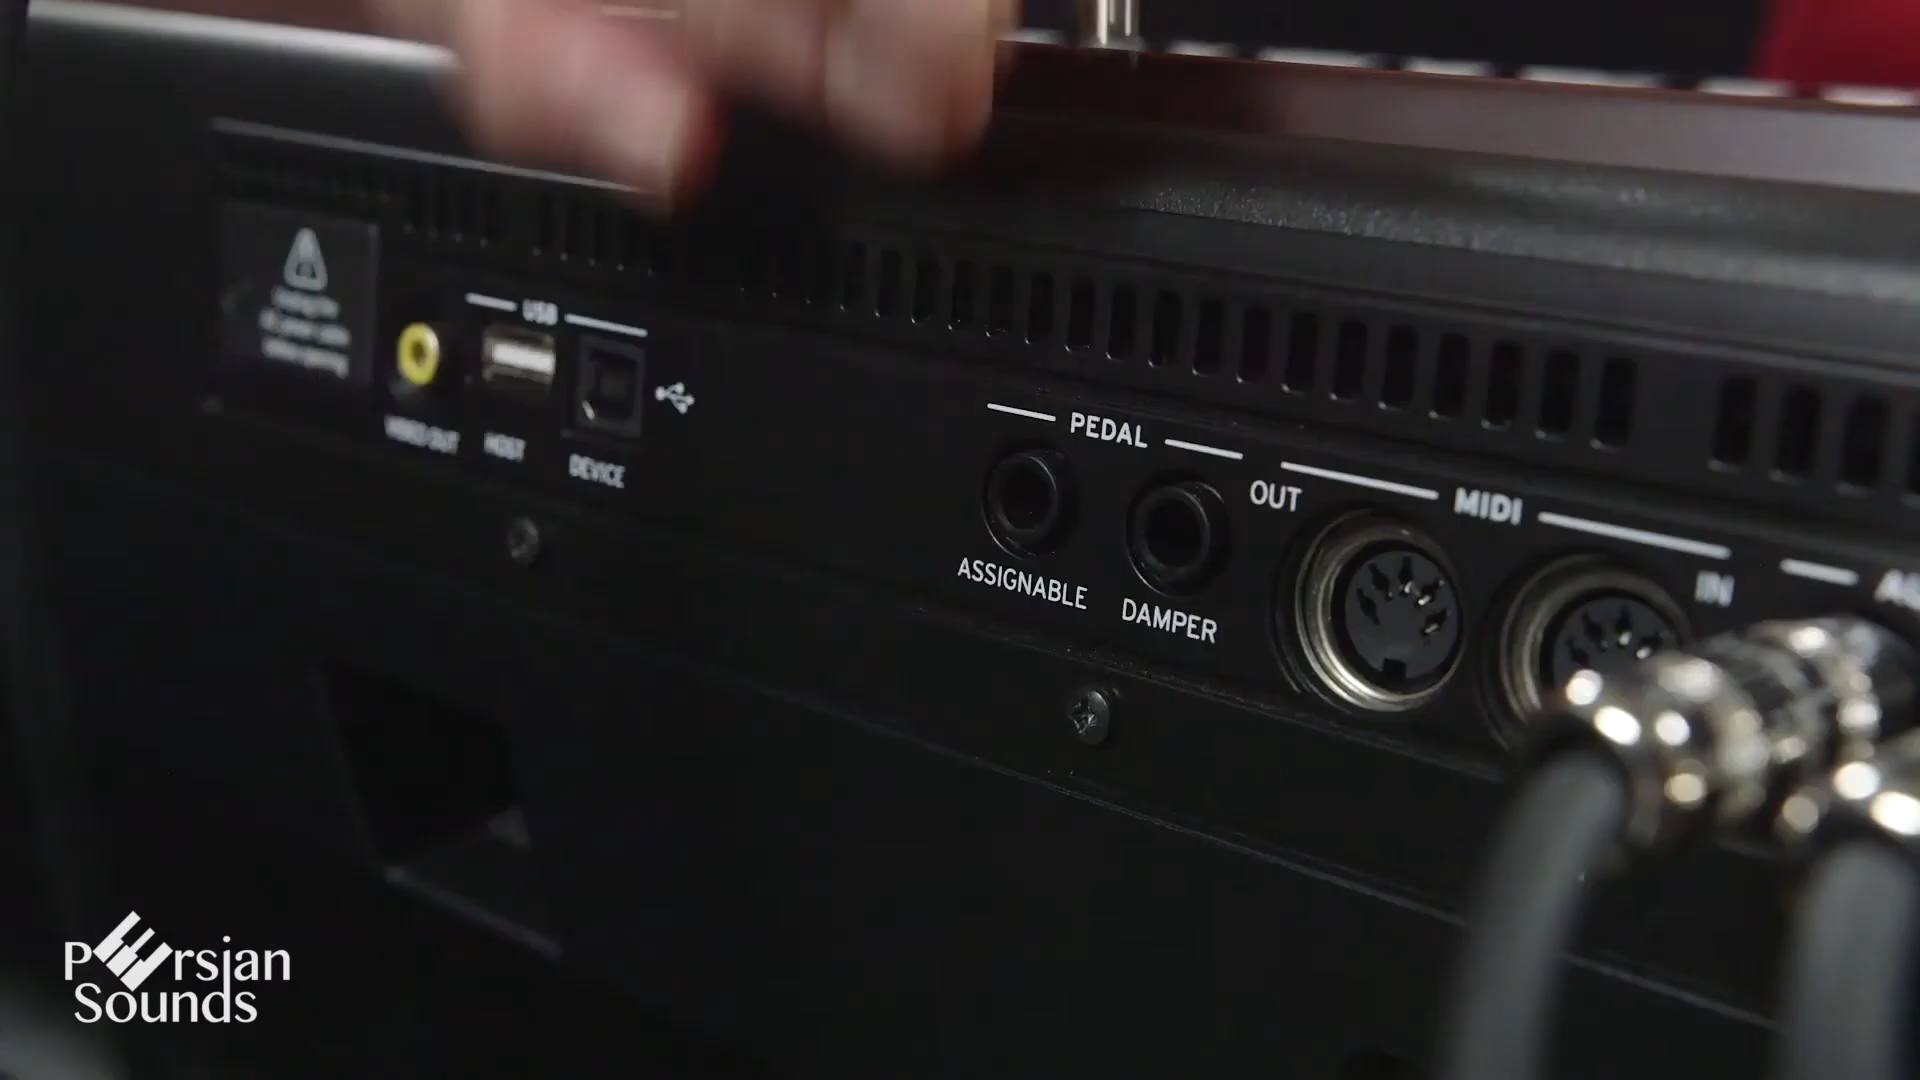 USB
VIDEO OUT
HOST
DEVICE
PEDAL
ASSIGNABLE
DAMPER
OUT
MIDI
IN
Persian
Sounds